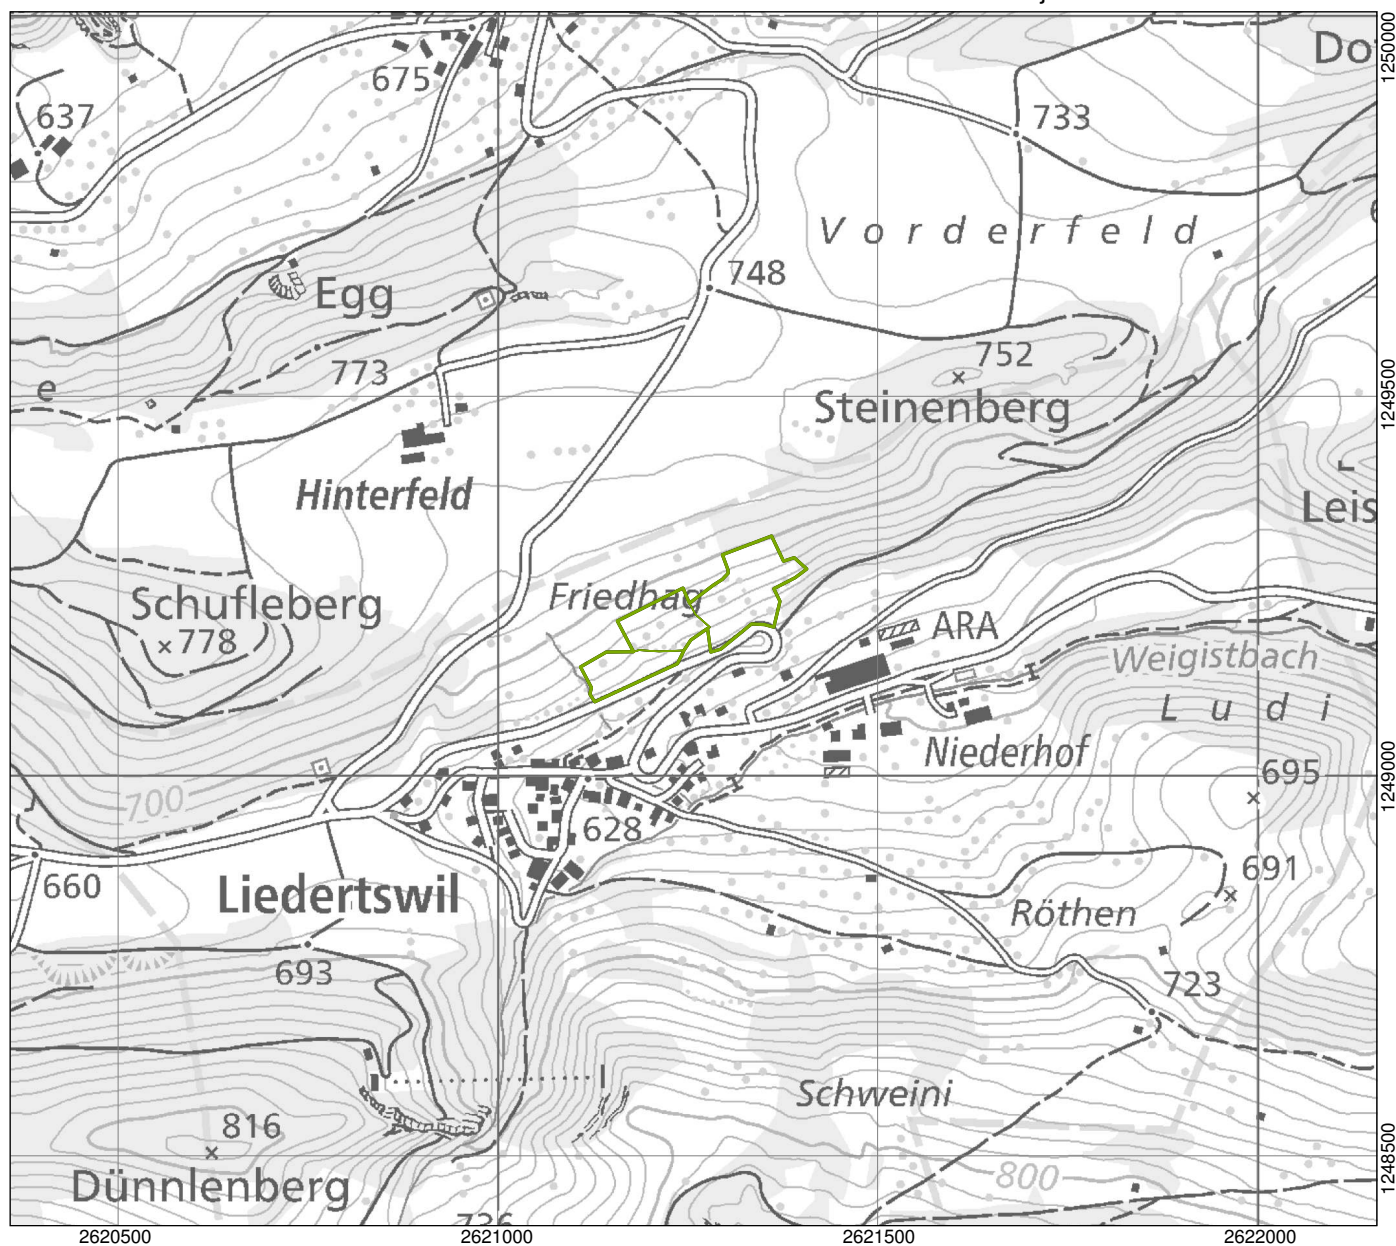 Do
1250000
675
637
733
Vorderfeld
748
Egg
773
752
e
Steinenberg
1249500
Hinterfeld
Leis
Friedhag
Schufleberg
778
ARA
Weigistbach
Ludi
Niederhof
1249000
695
700
628
691
660
Liedertswil
Röthen
693
723
Schweini
816
1248500
Dünnlenberg
800
2620500
2621000
2621500
2622000